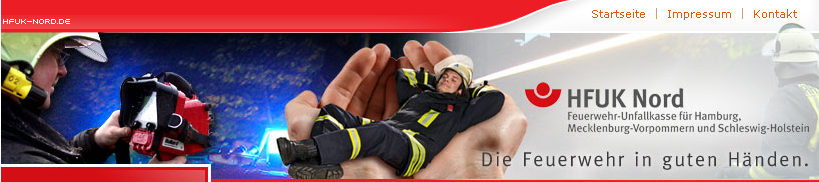 HFUK-NORD.DE
Startseite | Impressum | Kontakt
HFUK Nord
Feuerwehr-Unfallkasse für Hamburg,
Mecklenburg-Vorpommern und Schleswig-Holstein
Die Feuerwehr in guten Händen.